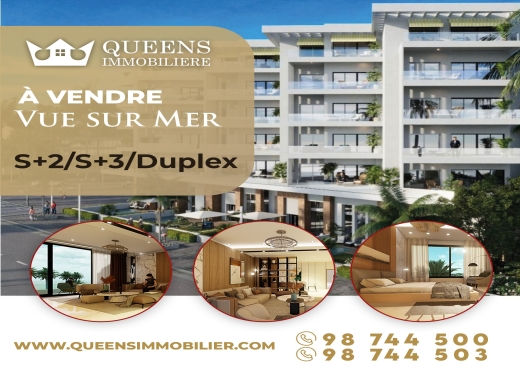 QUEENS
IMMOBILIERE
À VENDRE
VUE SUR MER
S+2/S+3/Duplex
WWW.QUEENSIMMOBILIER.COM
98 744 500
98 744 503